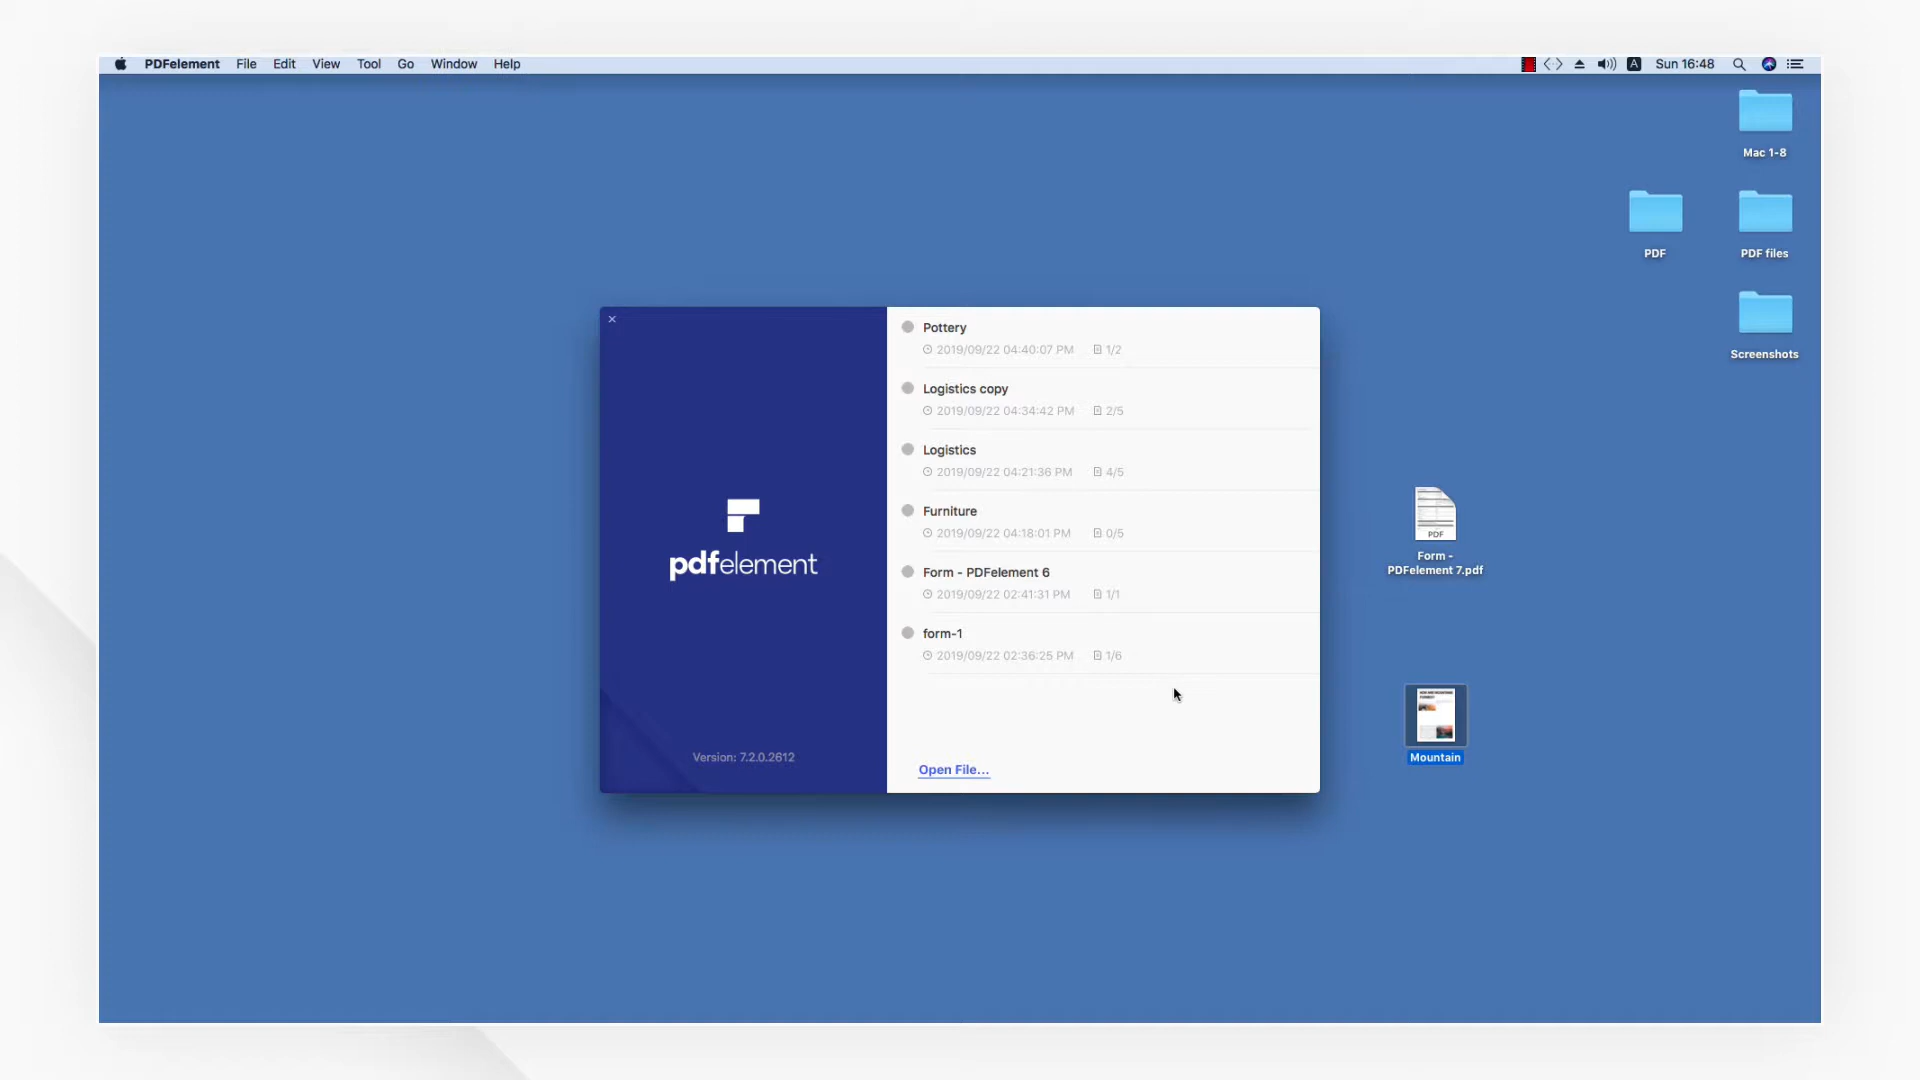 PDFelement File Edit View Tool Go Window Help
A Sun 16:48
Mac 1-8
PDF
PDF files
Screenshots
pdfelement
Version: 7.2.0.2612
Pottery
2019/09/22 04:40:07 PM 1/2
Logistics copy
2019/09/22 04:34:42 PM 2/5
Logistics
2019/09/22 04:21:36 PM 4/5
Furniture
2019/09/22 04:18:01 PM 0/5
Form - PDFelement 6
2019/09/22 02:41:31 PM 1/1
form-1
2019/09/22 02:36:25 PM 1/6
Open File...
PDF
Form -
PDFelement 7.pdf
HOW ARE MOUNTAINS
FORMED?
Mountain